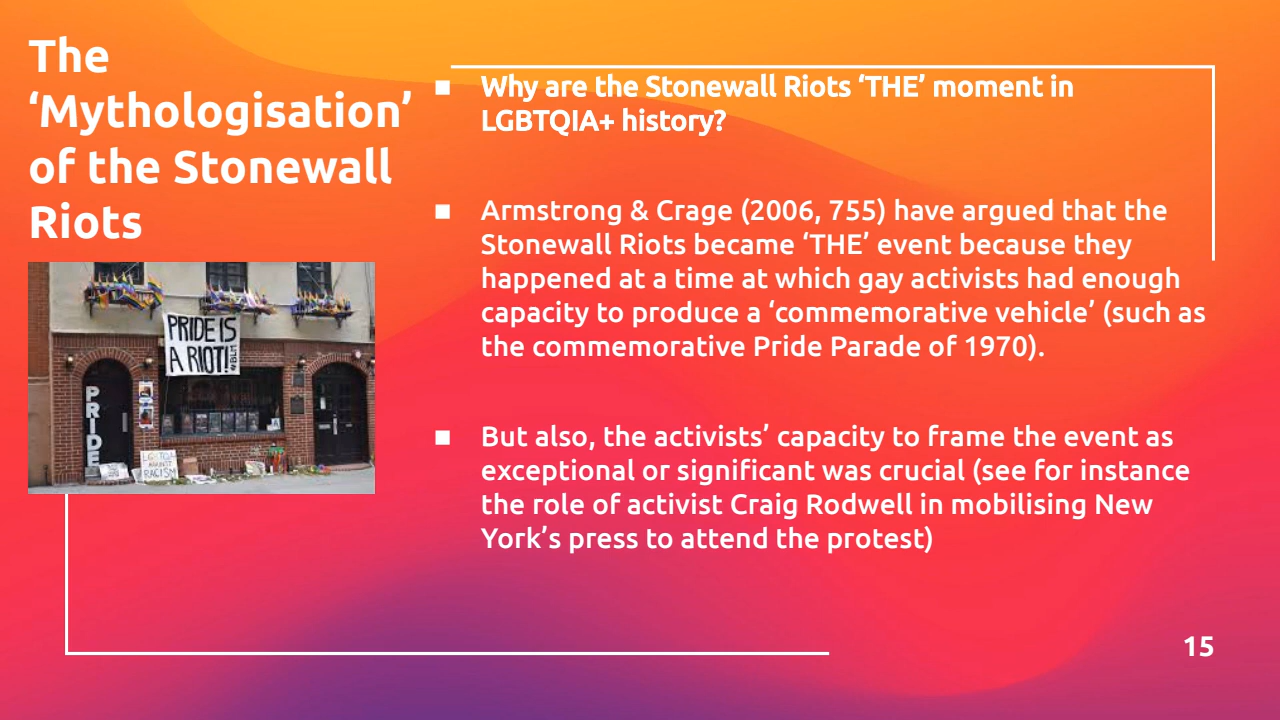 The
‘Mythologisation’
of the Stonewall
Riots
PRIDE IS
A RIOT!
#BLM
PRIDE
LGBTQIA
AGAINST
RACISM
■ Why are the Stonewall Riots ‘THE’ moment in
LGBTQIA+ history?
■ Armstrong & Crage (2006, 755) have argued that the
Stonewall Riots became ‘THE’ event because they
happened at a time at which gay activists had enough
capacity to produce a ‘commemorative vehicle’ (such as
the commemorative Pride Parade of 1970).
■ But also, the activists’ capacity to frame the event as
exceptional or significant was crucial (see for instance
the role of activist Craig Rodwell in mobilising New
York’s press to attend the protest)
15